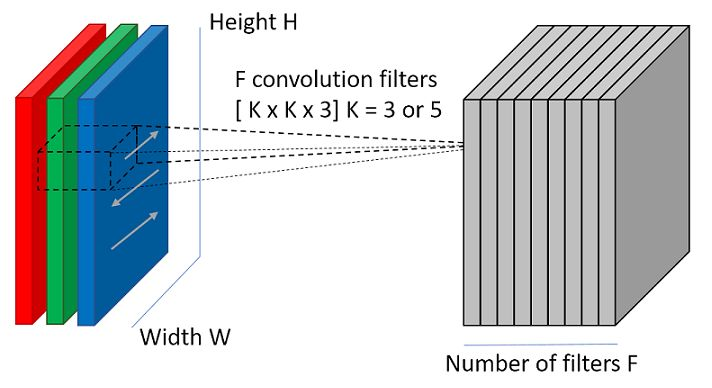 Height H
F convolution filters
[ K x K x 3] K = 3 or 5
Width W
Number of filters F